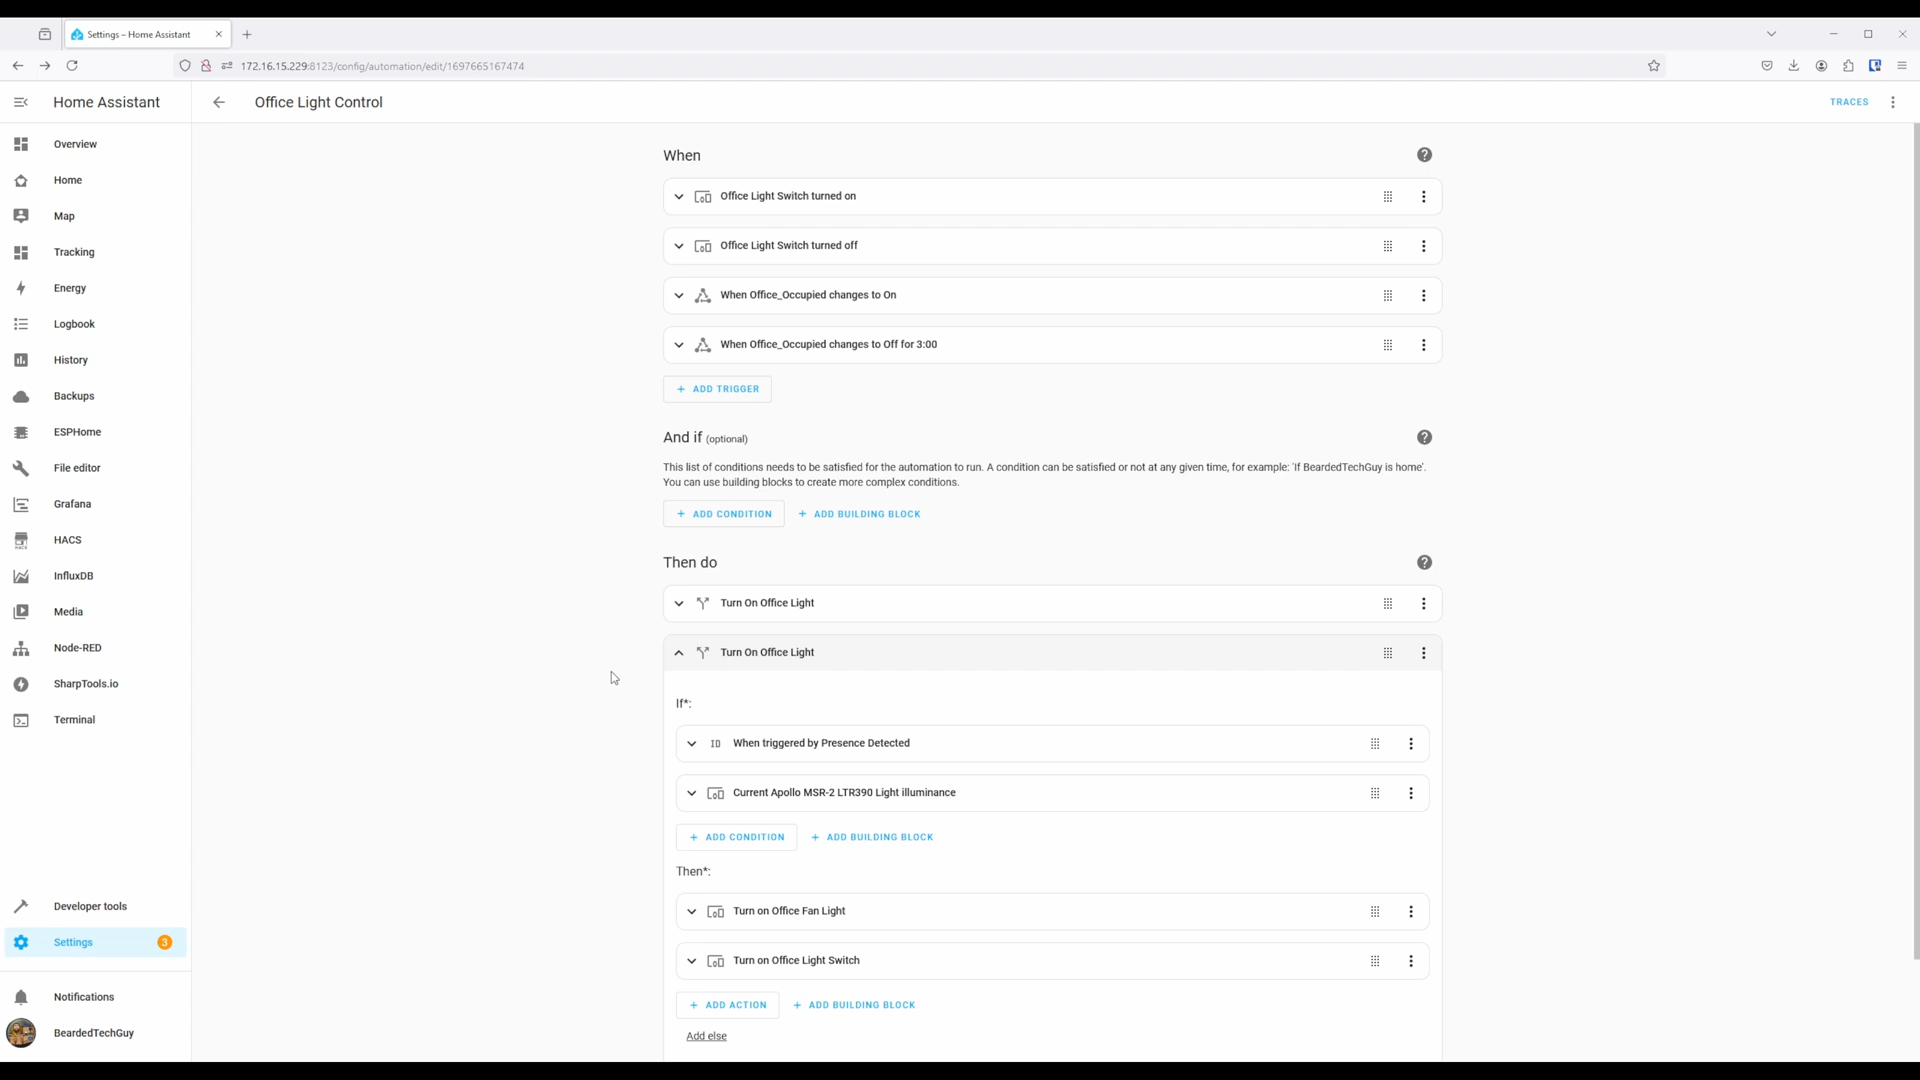 Settings – Home Assistant
172.16.15.229:8123/config/automation/edit/1697665167474
Home Assistant
Office Light Control
TRACES
Overview
Home
Map
Tracking
Energy
Logbook
History
Backups
ESPHome
File editor
Grafana
HACS
InfluxDB
Media
Node-RED
SharpTools.io
Terminal
Developer tools
Settings 3
Notifications
BeardedTechGuy
When
Office Light Switch turned on
Office Light Switch turned off
When Office_Occupied changes to On
When Office_Occupied changes to Off for 3:00
+ ADD TRIGGER
And if (optional)
This list of conditions needs to be satisfied for the automation to run. A condition can be satisfied or not at any given time, for example: 'If BeardedTechGuy is home'.
You can use building blocks to create more complex conditions.
+ ADD CONDITION + ADD BUILDING BLOCK
Then do
Turn On Office Light
Turn On Office Light
If*:
ID When triggered by Presence Detected
Current Apollo MSR-2 LTR390 Light illuminance
+ ADD CONDITION + ADD BUILDING BLOCK
Then*:
Turn on Office Fan Light
Turn on Office Light Switch
+ ADD ACTION + ADD BUILDING BLOCK
Add else